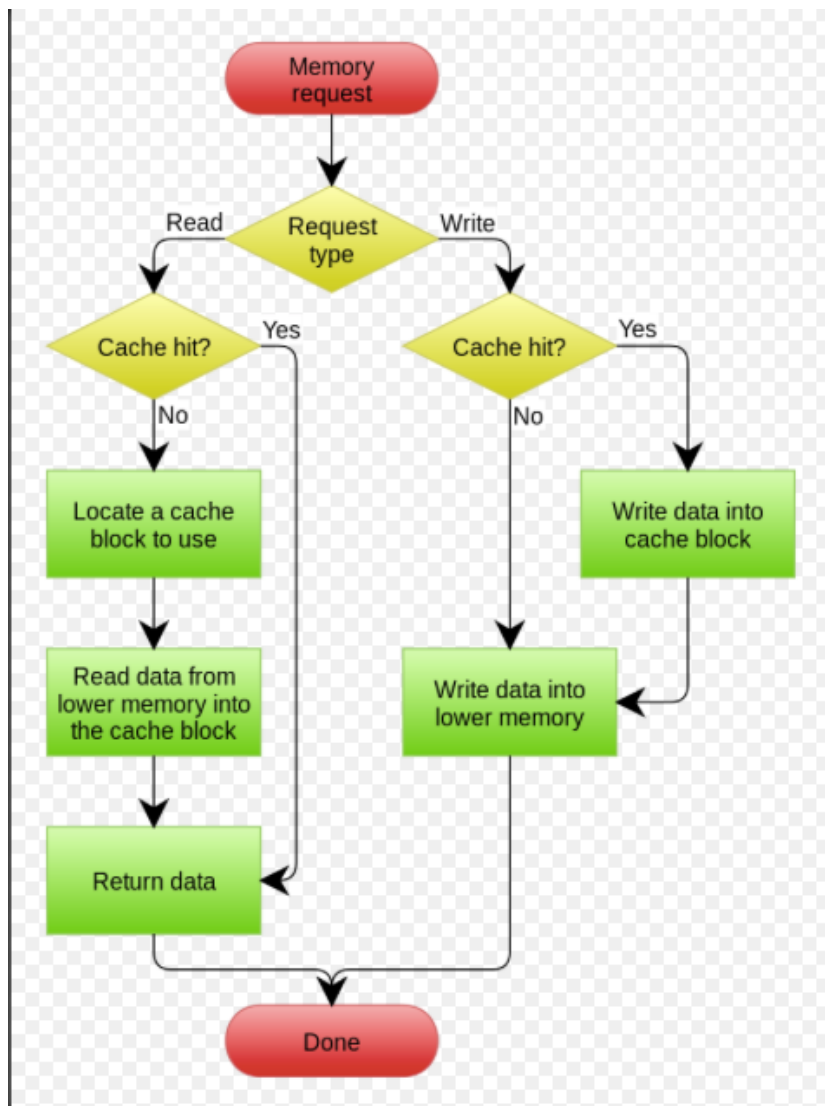 Memory
request
Request
type
Read
Write
Cache hit?
Yes
No
Cache hit?
Yes
No
Locate a cache
block to use
Write data into
cache block
Read data from
lower memory into
the cache block
Write data into
lower memory
Return data
Done